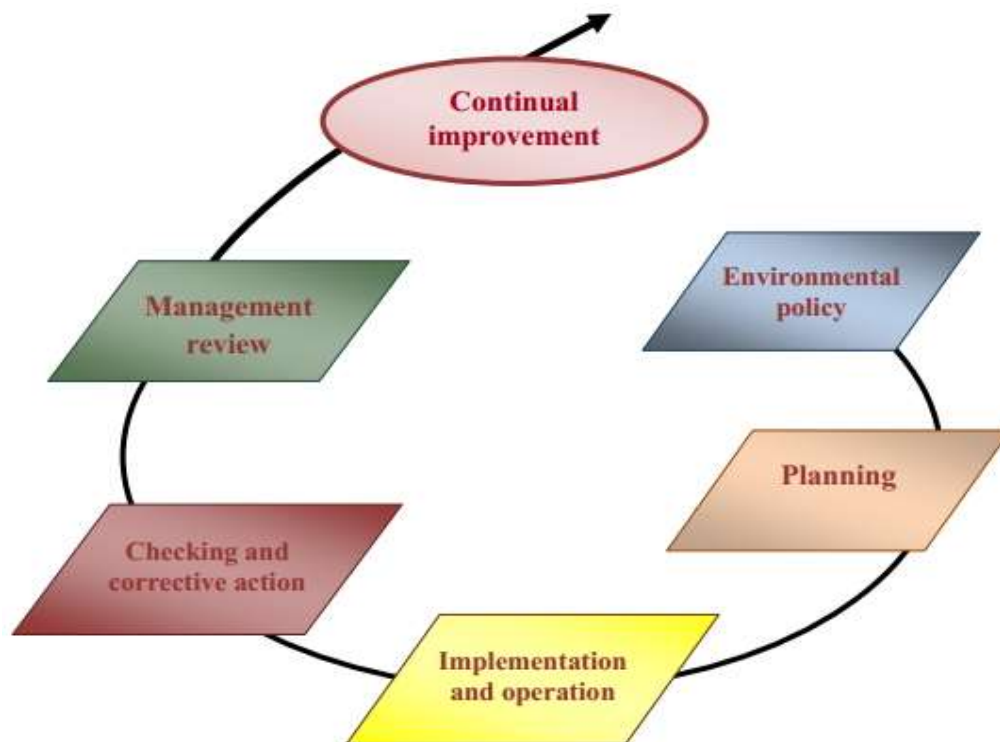 Continual
improvement
Environmental
policy
Planning
Implementation
and operation
Checking and
corrective action
Management
review